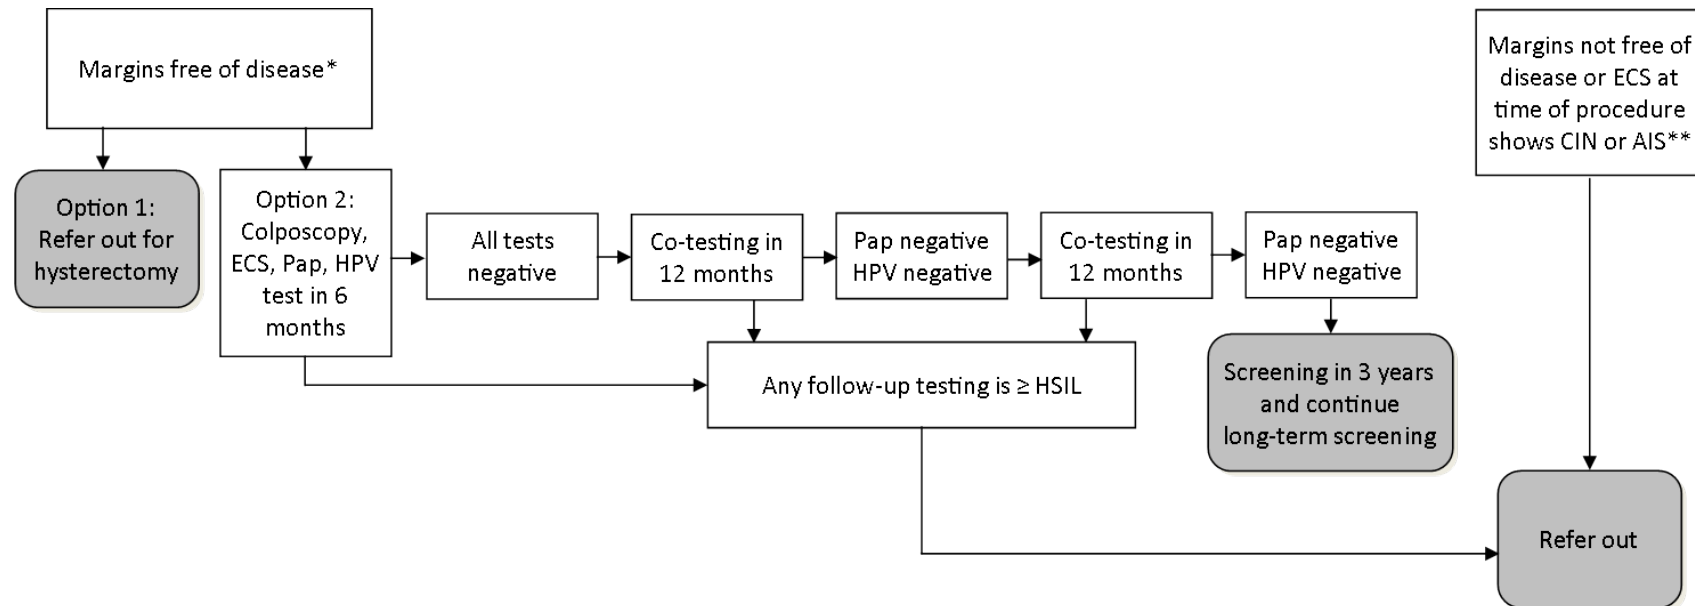 Margins free of disease*
Margins not free of
disease or ECS at
time of procedure
shows CIN or AIS**
Option 1:
Refer out for
hysterectomy
Option 2:
Colposcopy,
ECS, Pap, HPV
test in 6
months
All tests
negative
Co-testing in
12 months
Pap negative
HPV negative
Co-testing in
12 months
Pap negative
HPV negative
Any follow-up testing is ≥ HSIL
Screening in 3 years
and continue
long-term screening
Refer out